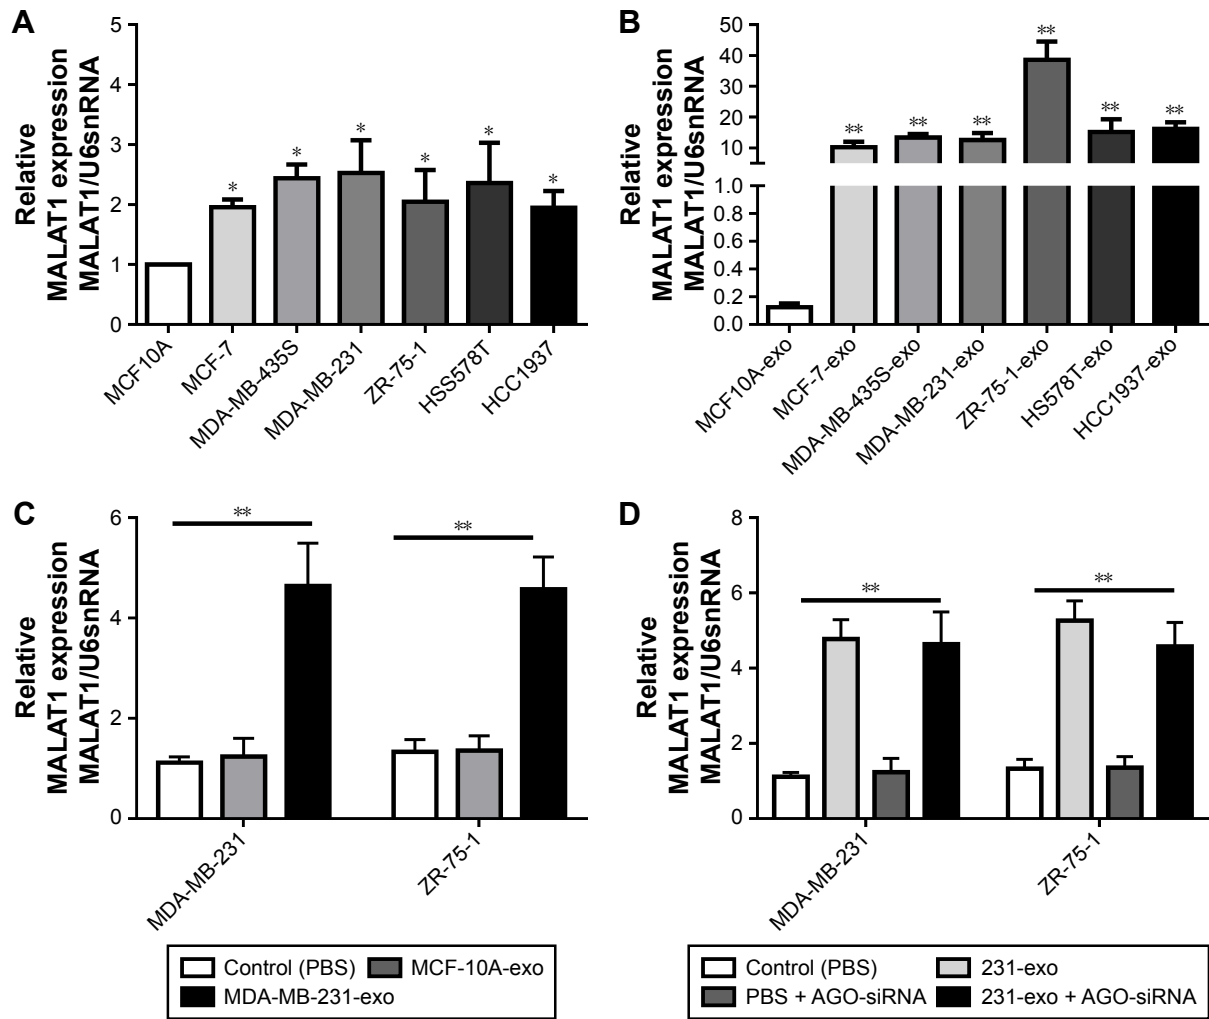 A
Relative
MALAT1 expression
MALAT1/U6snRNA
5
4
3
2
1
0
*
*
*
*
*
*
MCF10A
MCF-7
MDA-MB-435S
MDA-MB-231
ZR-75-1
HSS578T
HCC1937
B
Relative
MALAT1 expression
MALAT1/U6snRNA
50
40
30
20
10
1.0
0.8
0.6
0.4
0.2
0.0
**
**
**
**
**
**
MCF10A-exo
MCF-7-exo
MDA-MB-435S-exo
MDA-MB-231-exo
ZR-75-1-exo
HS578T-exo
HCC1937-exo
C
Relative
MALAT1 expression
MALAT1/U6snRNA
6
4
2
0
**
**
MDA-MB-231
ZR-75-1
Control (PBS)
MCF-10A-exo
MDA-MB-231-exo
D
Relative
MALAT1 expression
MALAT1/U6snRNA
8
6
4
2
0
**
**
MDA-MB-231
ZR-75-1
Control (PBS)
231-exo
PBS + AGO-siRNA
231-exo + AGO-siRNA